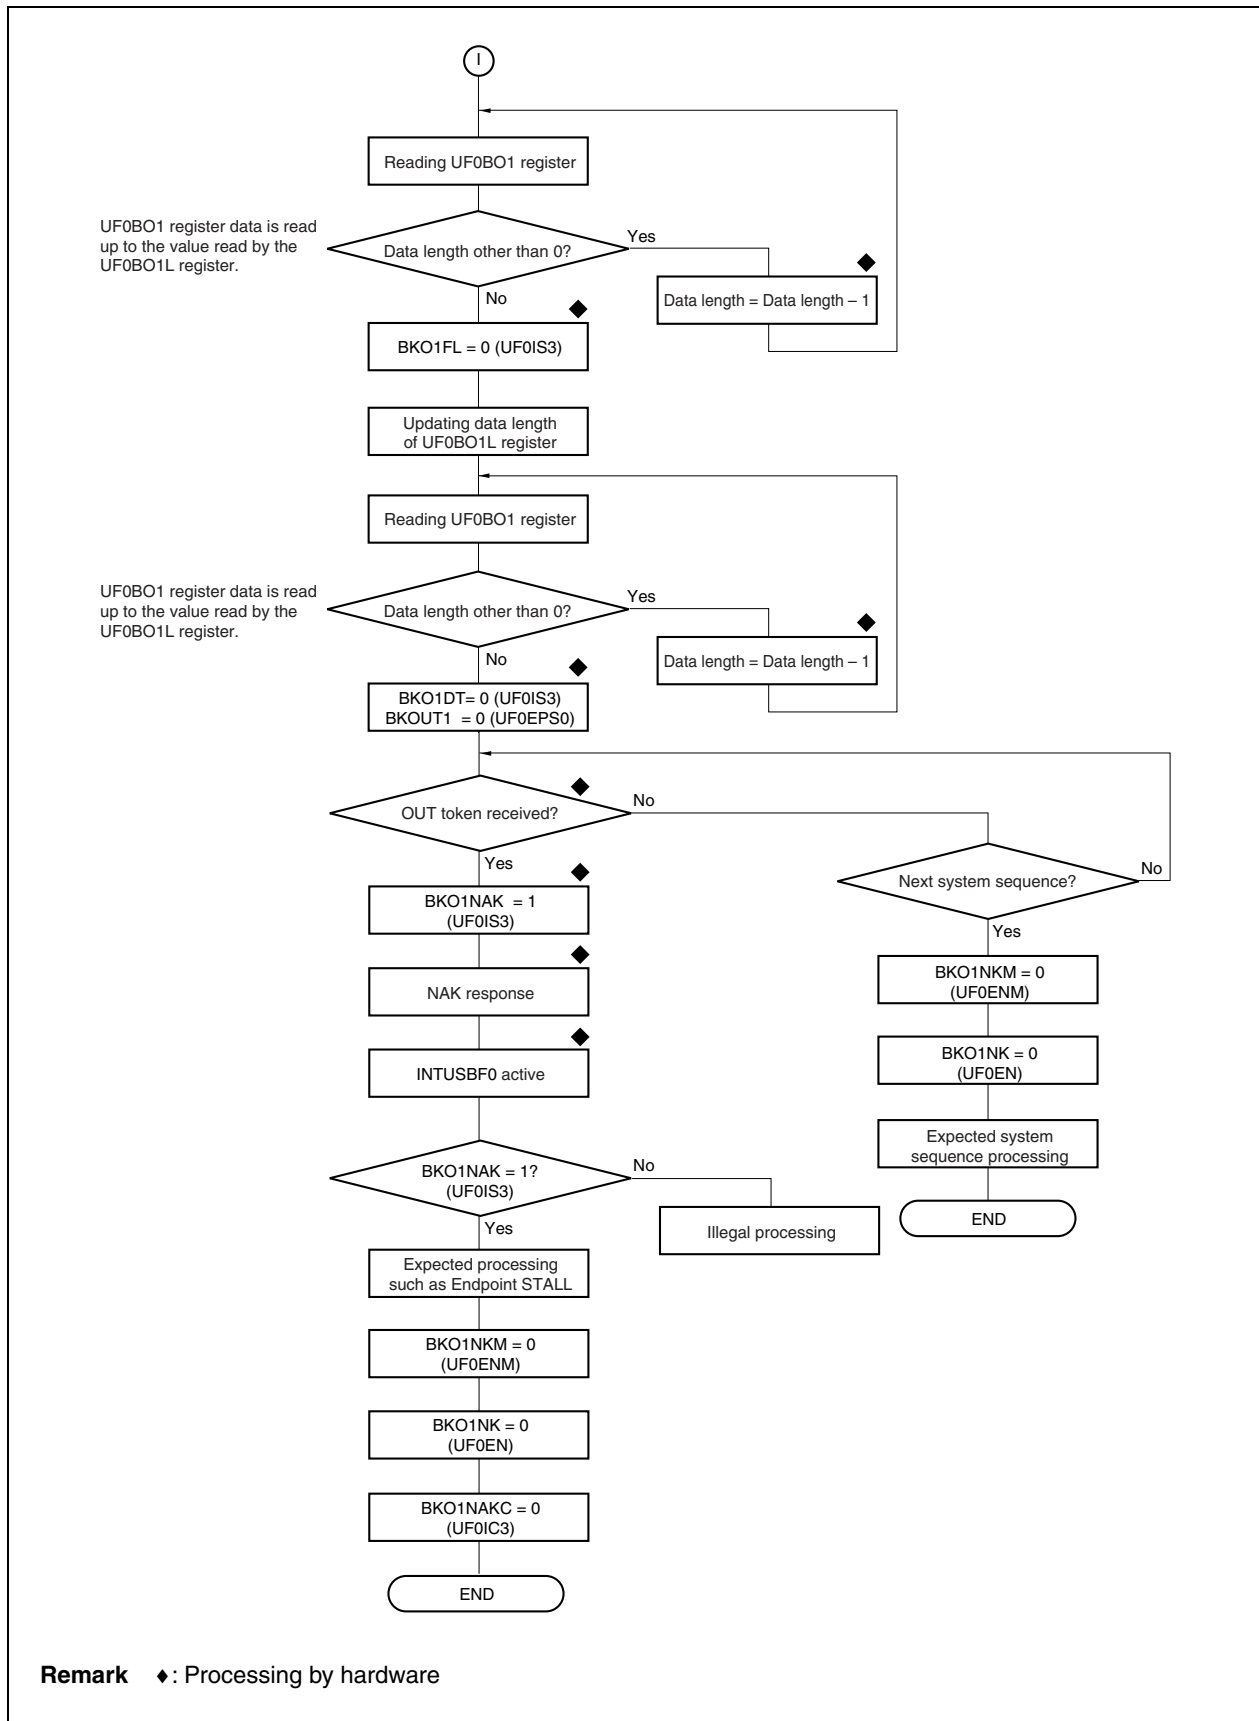 I
Reading UF0BO1 register
UF0BO1 register data is read
up to the value read by the
UF0BO1L register.
Data length other than 0?
Yes
Data length = Data length – 1
No
BKO1FL = 0 (UF0IS3)
Updating data length
of UF0BO1L register
Reading UF0BO1 register
UF0BO1 register data is read
up to the value read by the
UF0BO1L register.
Data length other than 0?
Yes
Data length = Data length – 1
No
BKO1DT= 0 (UF0IS3)
BKOUT1 = 0 (UF0EPS0)
OUT token received?
No
Yes
Next system sequence?
No
Yes
BKO1NAK = 1
(UF0IS3)
NAK response
INTUSBF0 active
BKO1NKM = 0
(UF0ENM)
BKO1NK = 0
(UF0EN)
Expected system
sequence processing
END
BKO1NAK = 1?
(UF0IS3)
No
Illegal processing
Yes
Expected processing
such as Endpoint STALL
BKO1NKM = 0
(UF0ENM)
BKO1NK = 0
(UF0EN)
BKO1NAKC = 0
(UF0IC3)
END
Remark ♦: Processing by hardware